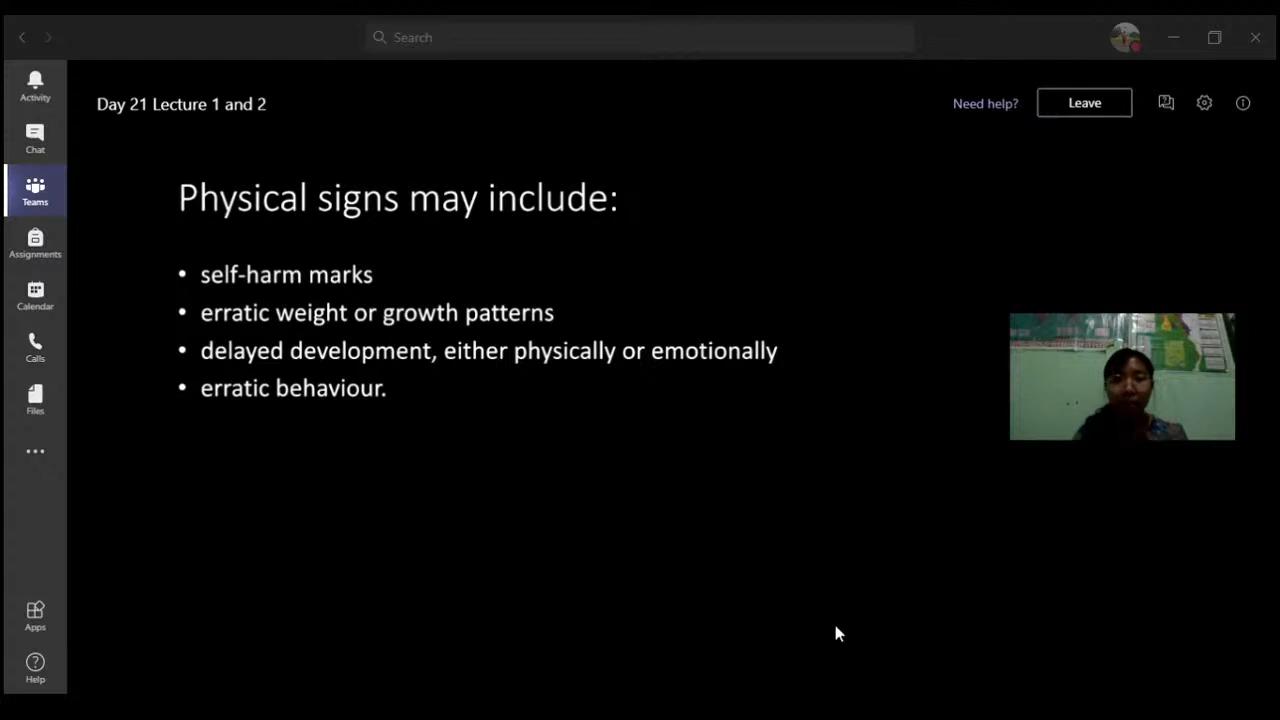 Search
Activity
Chat
Teams
Assignments
Calendar
Calls
Files
Apps
Help
Day 21 Lecture 1 and 2
Need help?
Leave
Physical signs may include:
• self-harm marks
• erratic weight or growth patterns
• delayed development, either physically or emotionally
• erratic behaviour.